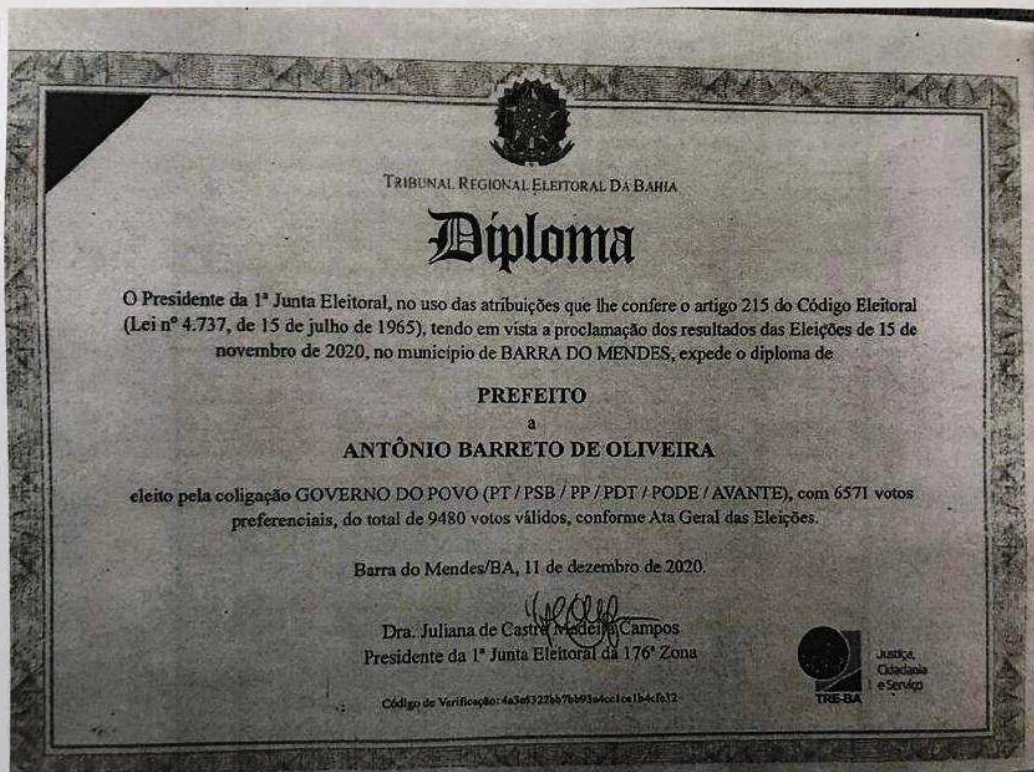 TRIBUNAL REGIONAL ELEITORAL DA BAHIA
Diploma
O Presidente da 1ª Junta Eleitoral, no uso das atribuições que lhe confere o artigo 215 do Código Eleitoral
(Lei nº 4.737, de 15 de julho de 1965), tendo em vista a proclamação dos resultados das Eleições de 15 de
novembro de 2020, no município de BARRA DO MENDES, expede o diploma de
PREFEITO
a
ANTÔNIO BARRETO DE OLIVEIRA
eleito pela coligação GOVERNO DO POVO (PT / PSB / PP / PDT / PODE / AVANTE), com 6571 votos
preferenciais, do total de 9480 votos válidos, conforme Ata Geral das Eleições.
Barra do Mendes/BA, 11 de dezembro de 2020.
Dra. Juliana de Castro Madeira Campos
Presidente da 1ª Junta Eleitoral da 176ª Zona
Código de Verificação:
TRE-BA
Justiça,
Cidadania
e Serviço